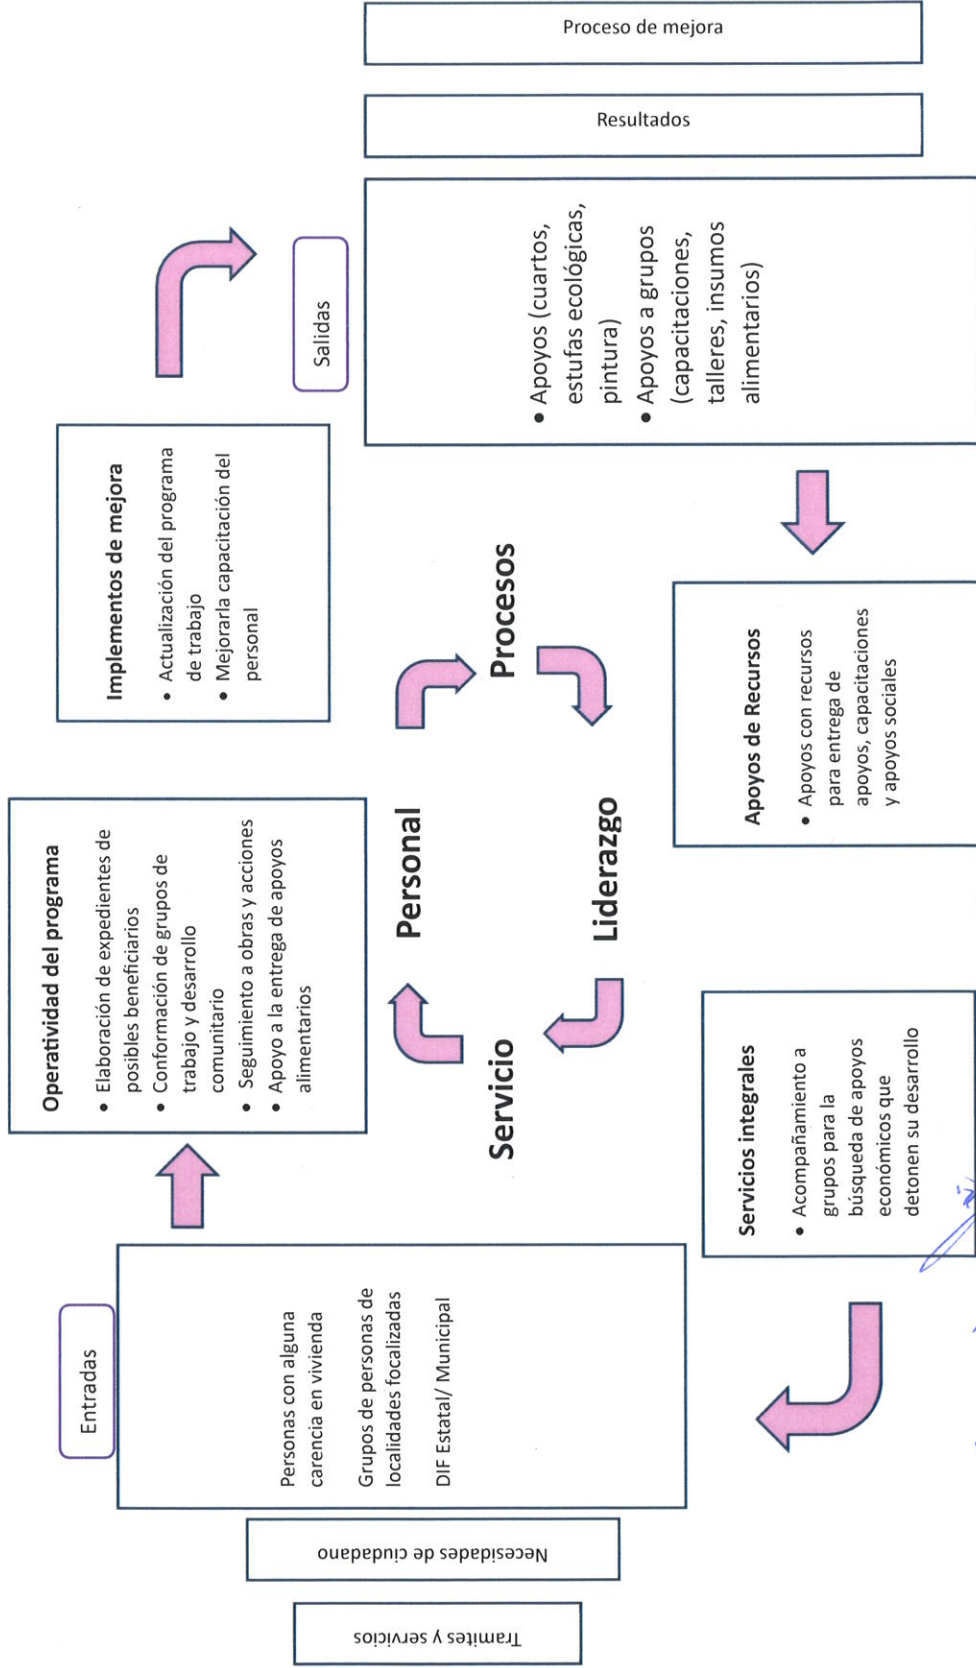 Tramites y servicios
Necesidades de ciudadano
Entradas
Personas con alguna
carencia en vivienda
Grupos de personas de
localidades focalizadas
DIF Estatal/ Municipal
Operatividad del programa
• Elaboración de expedientes de
posibles beneficiarios
• Conformación de grupos de
trabajo y desarrollo
comunitario
• Seguimiento a obras y acciones
• Apoyo a la entrega de apoyos
alimentarios
Implementos de mejora
• Actualización del programa
de trabajo
• Mejorarla capacitación del
personal
Salidas
• Apoyos (cuartos,
estufas ecológicas,
pintura)
• Apoyos a grupos
(capacitaciones,
talleres, insumos
alimentarios)
Resultados
Proceso de mejora
Servicio
Personal
Procesos
Liderazgo
Servicios integrales
• Acompañamiento a
grupos para la
búsqueda de apoyos
económicos que
detonen su desarrollo
Apoyos de Recursos
• Apoyos con recursos
para entrega de
apoyos, capacitaciones
y apoyos sociales